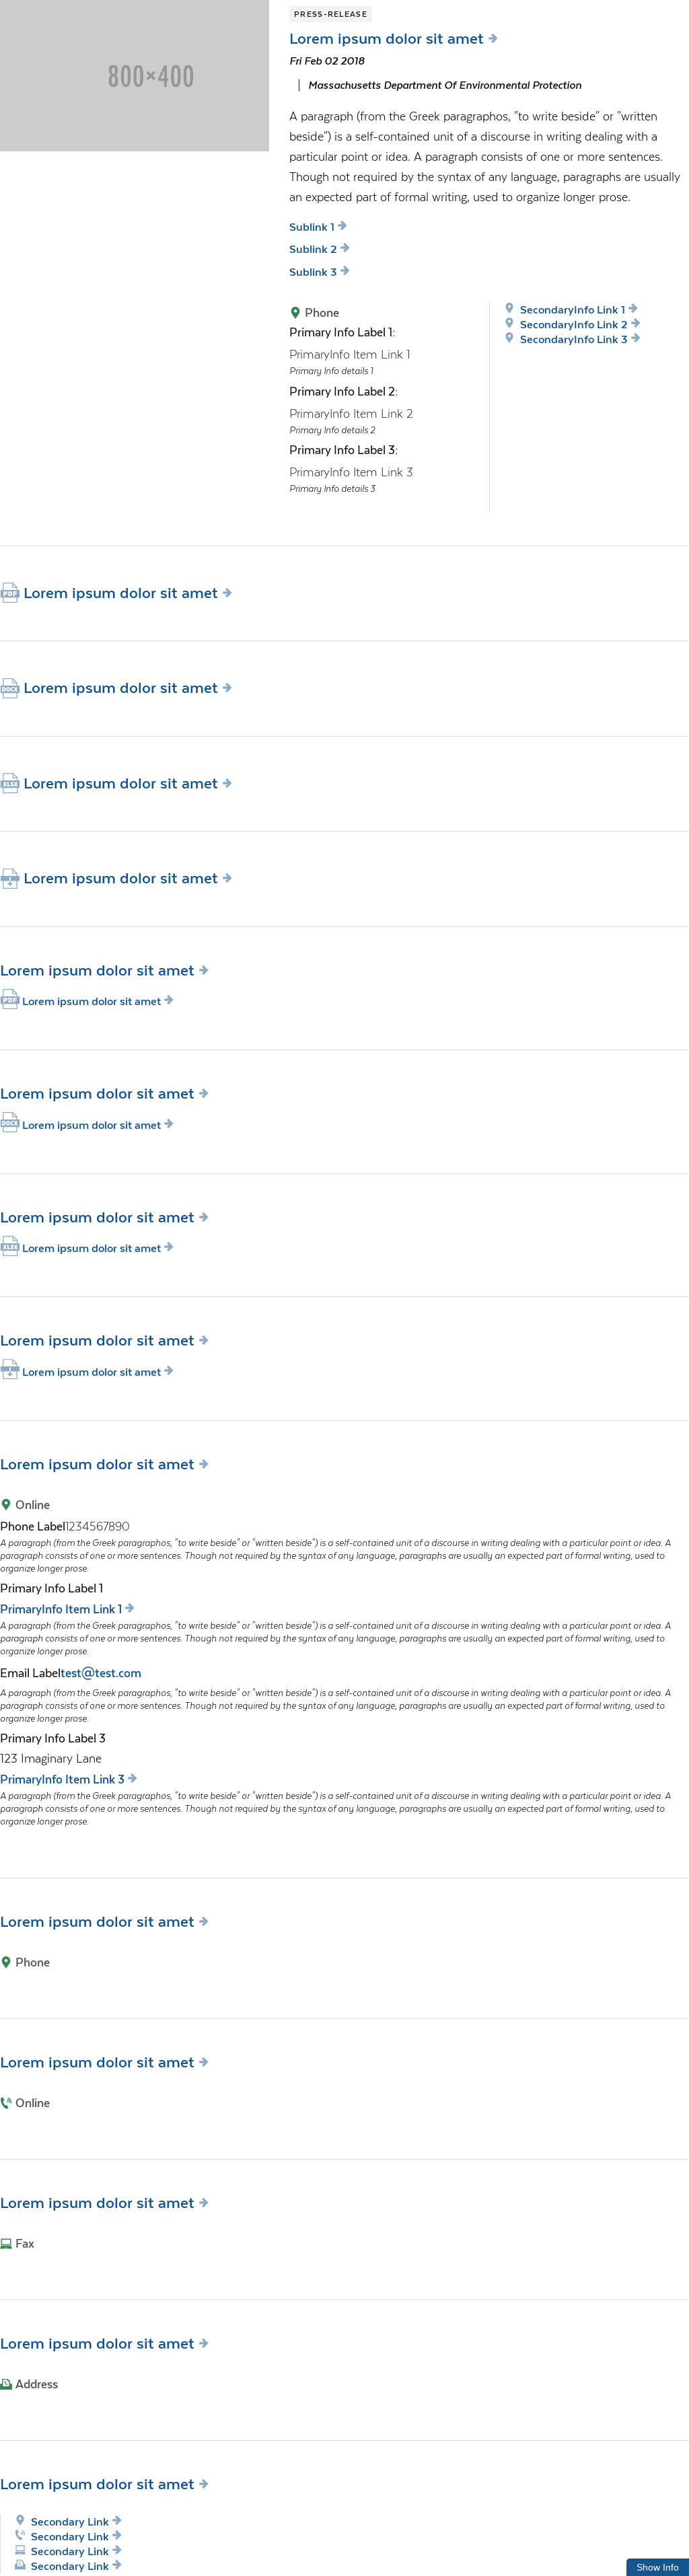 800×400
PRESS-RELEASE
Lorem ipsum dolor sit amet
Fri Feb 02 2018
Massachusetts Department Of Environmental Protection
A paragraph (from the Greek paragraphos, "to write beside" or "written
beside") is a self-contained unit of a discourse in writing dealing with a
particular point or idea. A paragraph consists of one or more sentences.
Though not required by the syntax of any language, paragraphs are usually
an expected part of formal writing, used to organize longer prose.
Sublink 1
Sublink 2
Sublink 3
Phone
Primary Info Label 1:
PrimaryInfo Item Link 1
Primary Info details 1
Primary Info Label 2:
PrimaryInfo Item Link 2
Primary Info details 2
Primary Info Label 3:
PrimaryInfo Item Link 3
Primary Info details 3
SecondaryInfo Link 1
SecondaryInfo Link 2
SecondaryInfo Link 3
PDF Lorem ipsum dolor sit amet
DOCX Lorem ipsum dolor sit amet
XLSX Lorem ipsum dolor sit amet
Lorem ipsum dolor sit amet
Lorem ipsum dolor sit amet
PDF Lorem ipsum dolor sit amet
Lorem ipsum dolor sit amet
DOCX Lorem ipsum dolor sit amet
Lorem ipsum dolor sit amet
XLSX Lorem ipsum dolor sit amet
Lorem ipsum dolor sit amet
Lorem ipsum dolor sit amet
Lorem ipsum dolor sit amet
Online
Phone Label1234567890
A paragraph (from the Greek paragraphos, "to write beside" or "written beside") is a self-contained unit of a discourse in writing dealing with a particular point or idea. A
paragraph consists of one or more sentences. Though not required by the syntax of any language, paragraphs are usually an expected part of formal writing, used to
organize longer prose.
Primary Info Label 1
PrimaryInfo Item Link 1
A paragraph (from the Greek paragraphos, "to write beside" or "written beside") is a self-contained unit of a discourse in writing dealing with a particular point or idea. A
paragraph consists of one or more sentences. Though not required by the syntax of any language, paragraphs are usually an expected part of formal writing, used to
organize longer prose.
Email Labeltest@test.com
A paragraph (from the Greek paragraphos, "to write beside" or "written beside") is a self-contained unit of a discourse in writing dealing with a particular point or idea. A
paragraph consists of one or more sentences. Though not required by the syntax of any language, paragraphs are usually an expected part of formal writing, used to
organize longer prose.
Primary Info Label 3
123 Imaginary Lane
PrimaryInfo Item Link 3
A paragraph (from the Greek paragraphos, "to write beside" or "written beside") is a self-contained unit of a discourse in writing dealing with a particular point or idea. A
paragraph consists of one or more sentences. Though not required by the syntax of any language, paragraphs are usually an expected part of formal writing, used to
organize longer prose.
Lorem ipsum dolor sit amet
Phone
Lorem ipsum dolor sit amet
Online
Lorem ipsum dolor sit amet
Fax
Lorem ipsum dolor sit amet
Address
Lorem ipsum dolor sit amet
Secondary Link
Secondary Link
Secondary Link
Secondary Link
Show Info